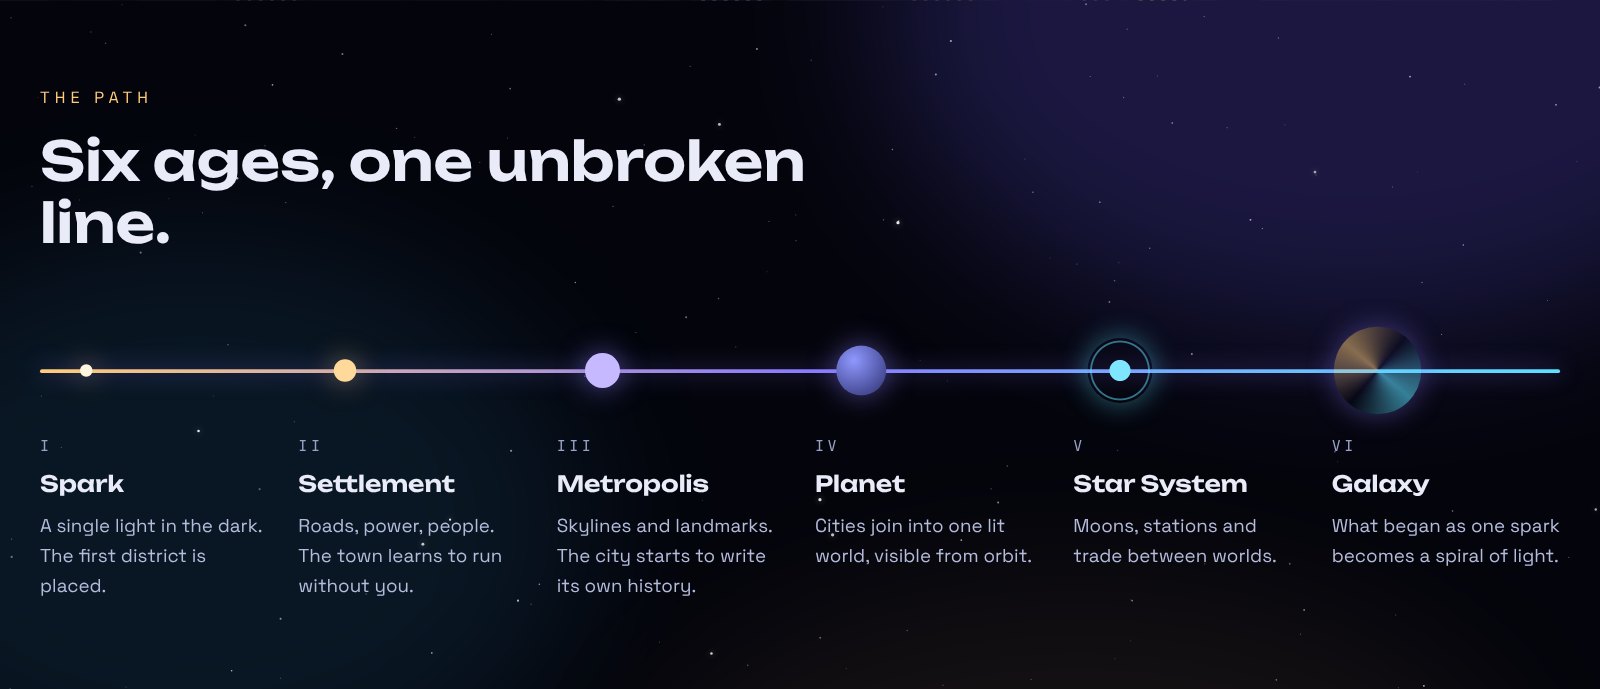 THE PATH
Six ages, one unbroken
line.
I
Spark
A single light in the dark.
The first district is
placed.
II
Settlement
Roads, power, people.
The town learns to run
without you.
III
Metropolis
Skylines and landmarks.
The city starts to write
its own history.
IV
Planet
Cities join into one lit
world, visible from orbit.
V
Star System
Moons, stations and
trade between worlds.
VI
Galaxy
What began as one spark
becomes a spiral of light.